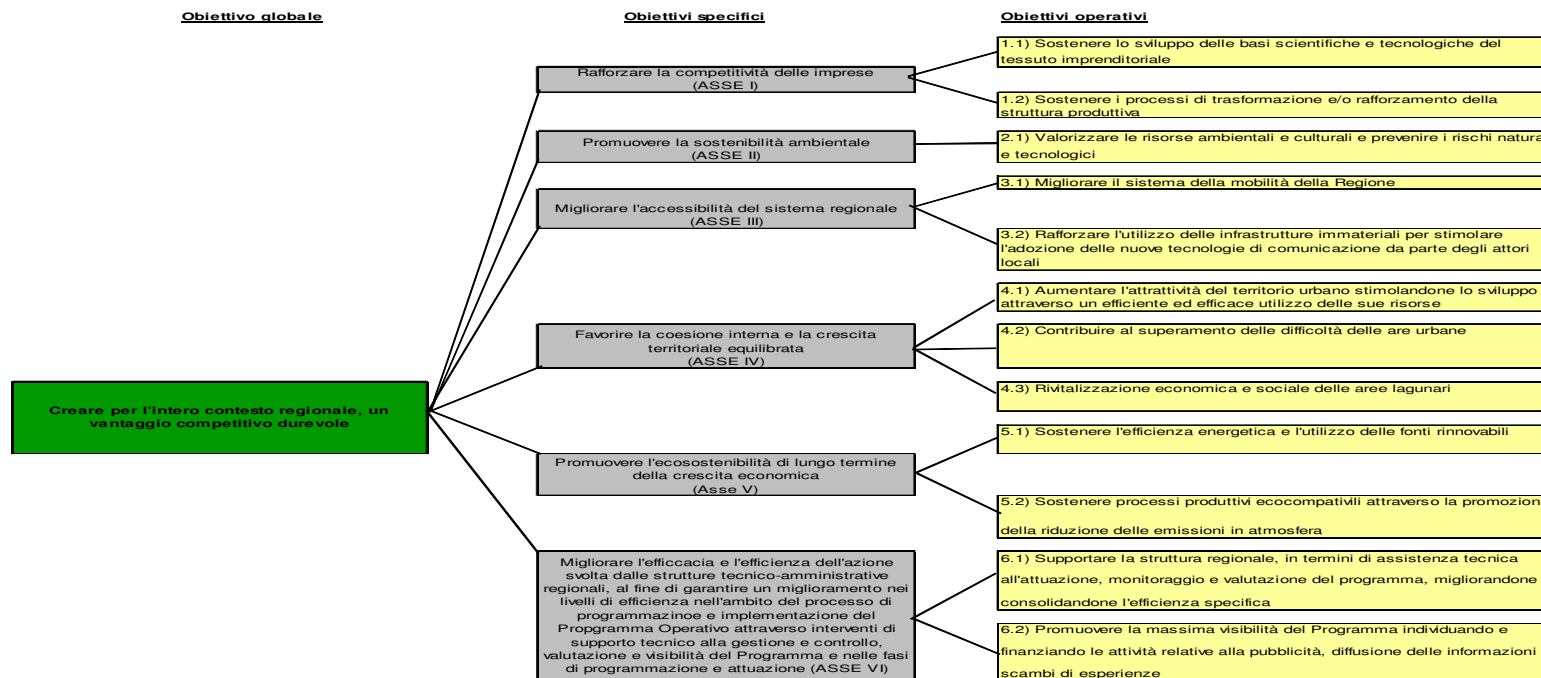 Obiettivo globale
Obiettivi specifici
Obiettivi operativi
Creare per l'intero contesto regionale, un
vantaggio competitivo durevole
Rafforzare la competitività delle imprese
(ASSE I)
1.1) Sostenere lo sviluppo delle basi scientifiche e tecnologiche del
tessuto imprenditoriale
1.2) Sostenere i processi di trasformazione e/o rafforzamento della
struttura produttiva
Promuovere la sostenibilità ambientale
(ASSE II)
2.1) Valorizzare le risorse ambientali e culturali e prevenire i rischi natura
e tecnologici
Migliorare l'accessibilità del sistema regionale
(ASSE III)
3.1) Migliorare il sistema della mobilità della Regione
3.2) Rafforzare l'utilizzo delle infrastrutture immateriali per stimolare
l'adozione delle nuove tecnologie di comunicazione da parte degli attori
locali
Favorire la coesione interna e la crescita
territoriale equilibrata
(ASSE IV)
4.1) Aumentare l'attrattività del territorio urbano stimolandone lo sviluppo
attraverso un efficiente ed efficace utilizzo delle sue risorse
4.2) Contribuire al superamento delle difficoltà delle are urbane
4.3) Rivitalizzazione economica e sociale delle aree lagunari
Promuovere l'ecosostenibilità di lungo termine
della crescita economica
(Asse V)
5.1) Sostenere l'efficienza energetica e l'utilizzo delle fonti rinnovabili
5.2) Sostenere processi produttivi ecocompativili attraverso la promozion
della riduzione delle emissioni in atmosfera
Migliorare l'efficcacia e l'efficienza dell'azione
svolta dalle strutture tecnico-amministrative
regionali, al fine di garantire un miglioramento nei
livelli di efficienza nell'ambito del processo di
programmazinoe e implementazione del
Propgramma Operativo attraverso interventi di
supporto tecnico alla gestione e controllo,
valutazione e visibilità del Programma e nelle fasi
di programmazione e attuazione (ASSE VI)
6.1) Supportare la struttura regionale, in termini di assistenza tecnica
all'attuazione, monitoraggio e valutazione del programma, migliorandone
consolidandone l'efficienza specifica
6.2) Promuovere la massima visibilità del Programma individuando e
finanziando le attività relative alla pubblicità, diffusione delle informazioni
scambi di esperienze